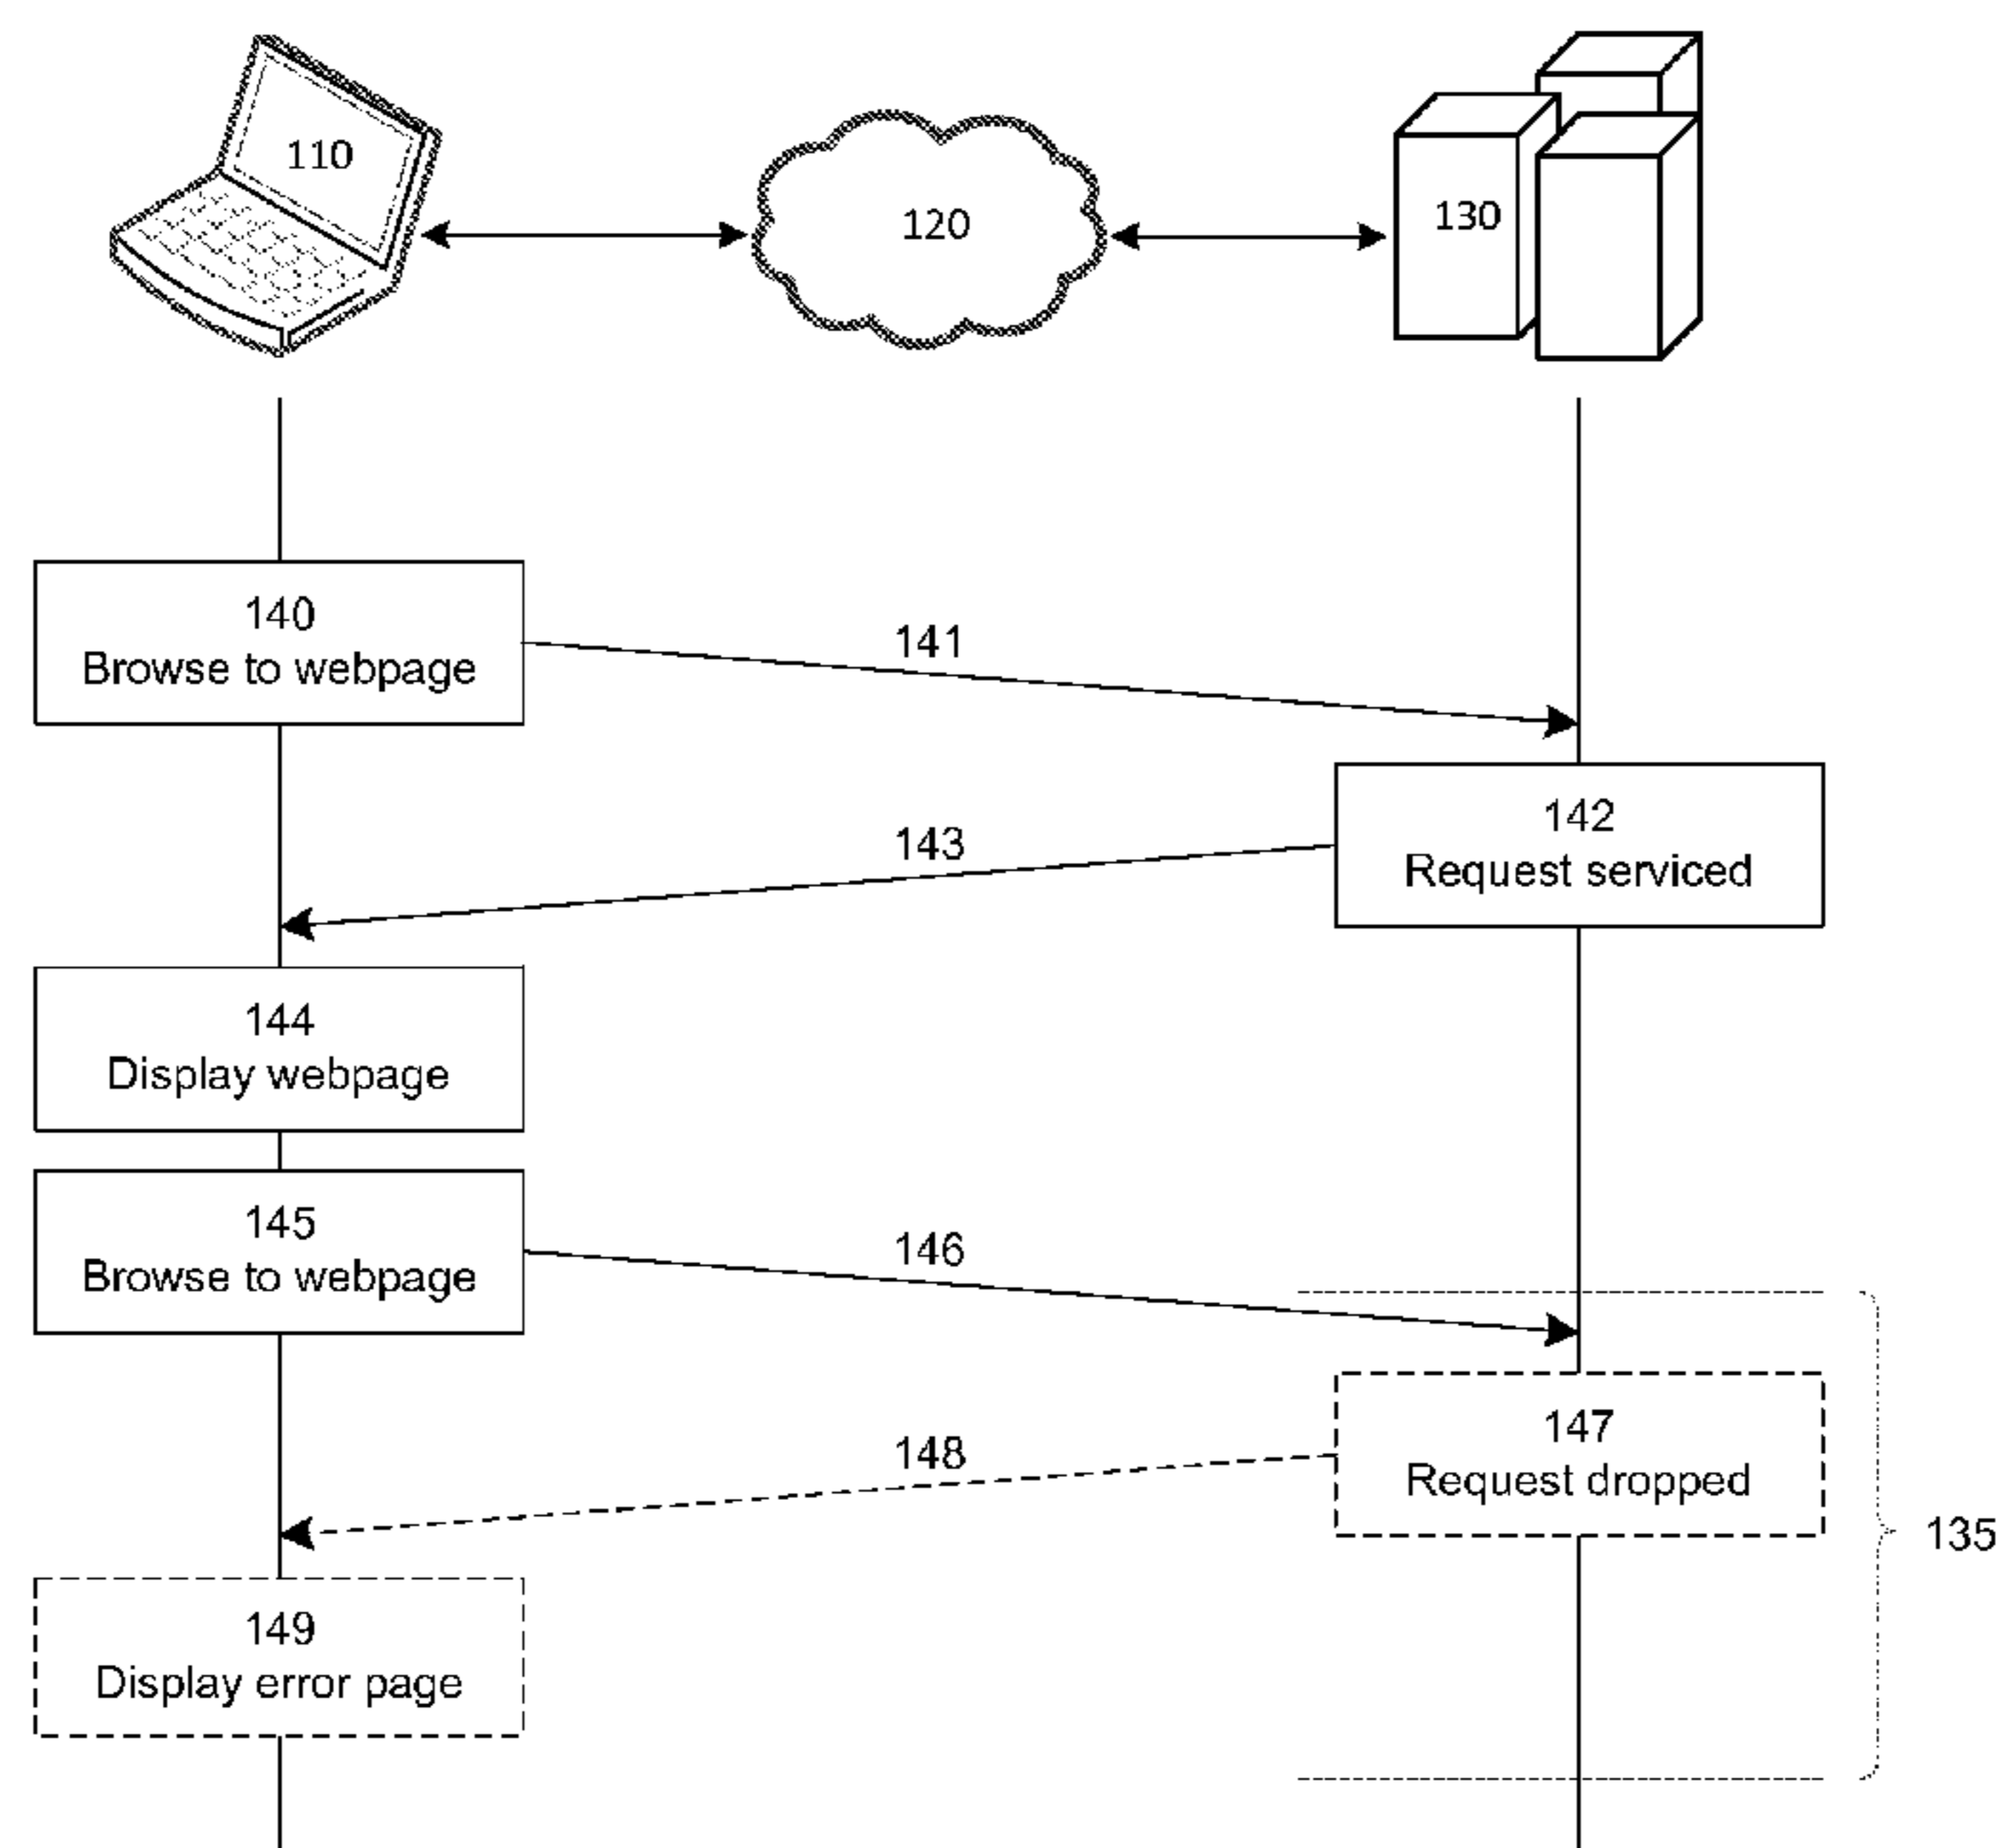 110
120
130
140
Browse to webpage
141
142
Request serviced
143
144
Display webpage
145
Browse to webpage
146
147
Request dropped
148
135
149
Display error page